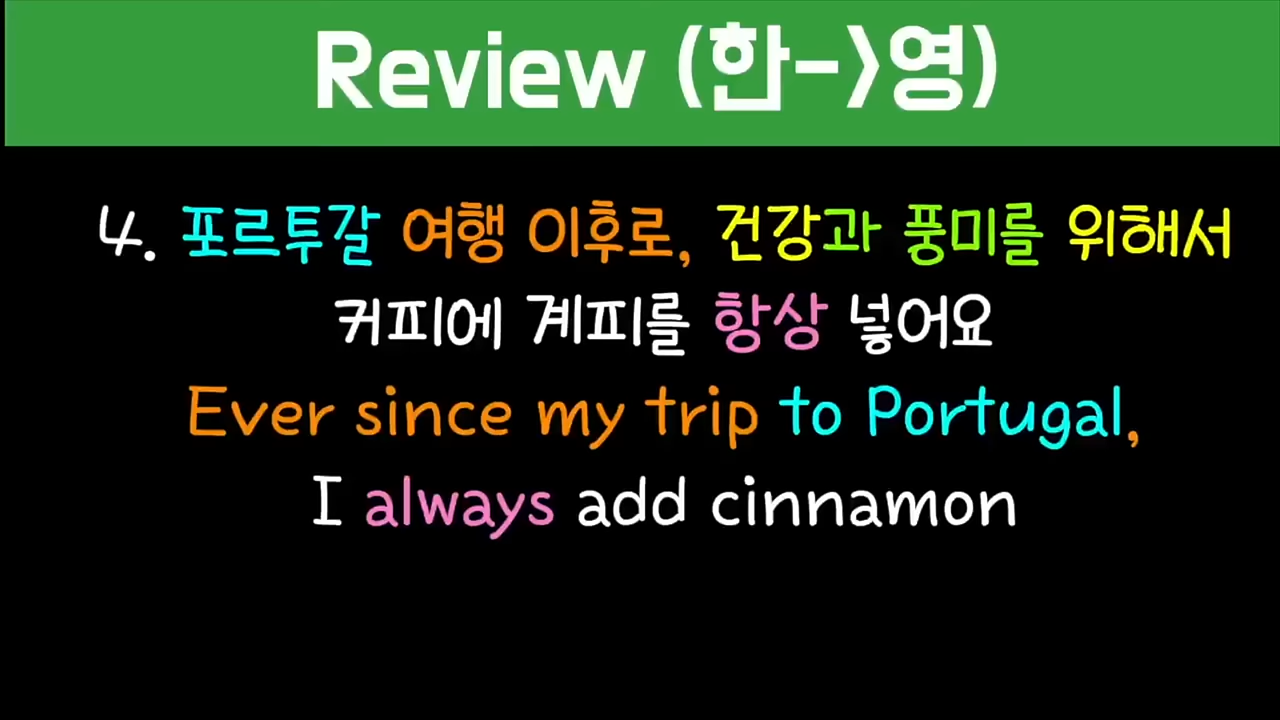 Review (한->영)
4. 포르투갈 여행 이후로, 건강과 풍미를 위해서
커피에 계피를 항상 넣어요
Ever since my trip to Portugal,
I always add cinnamon